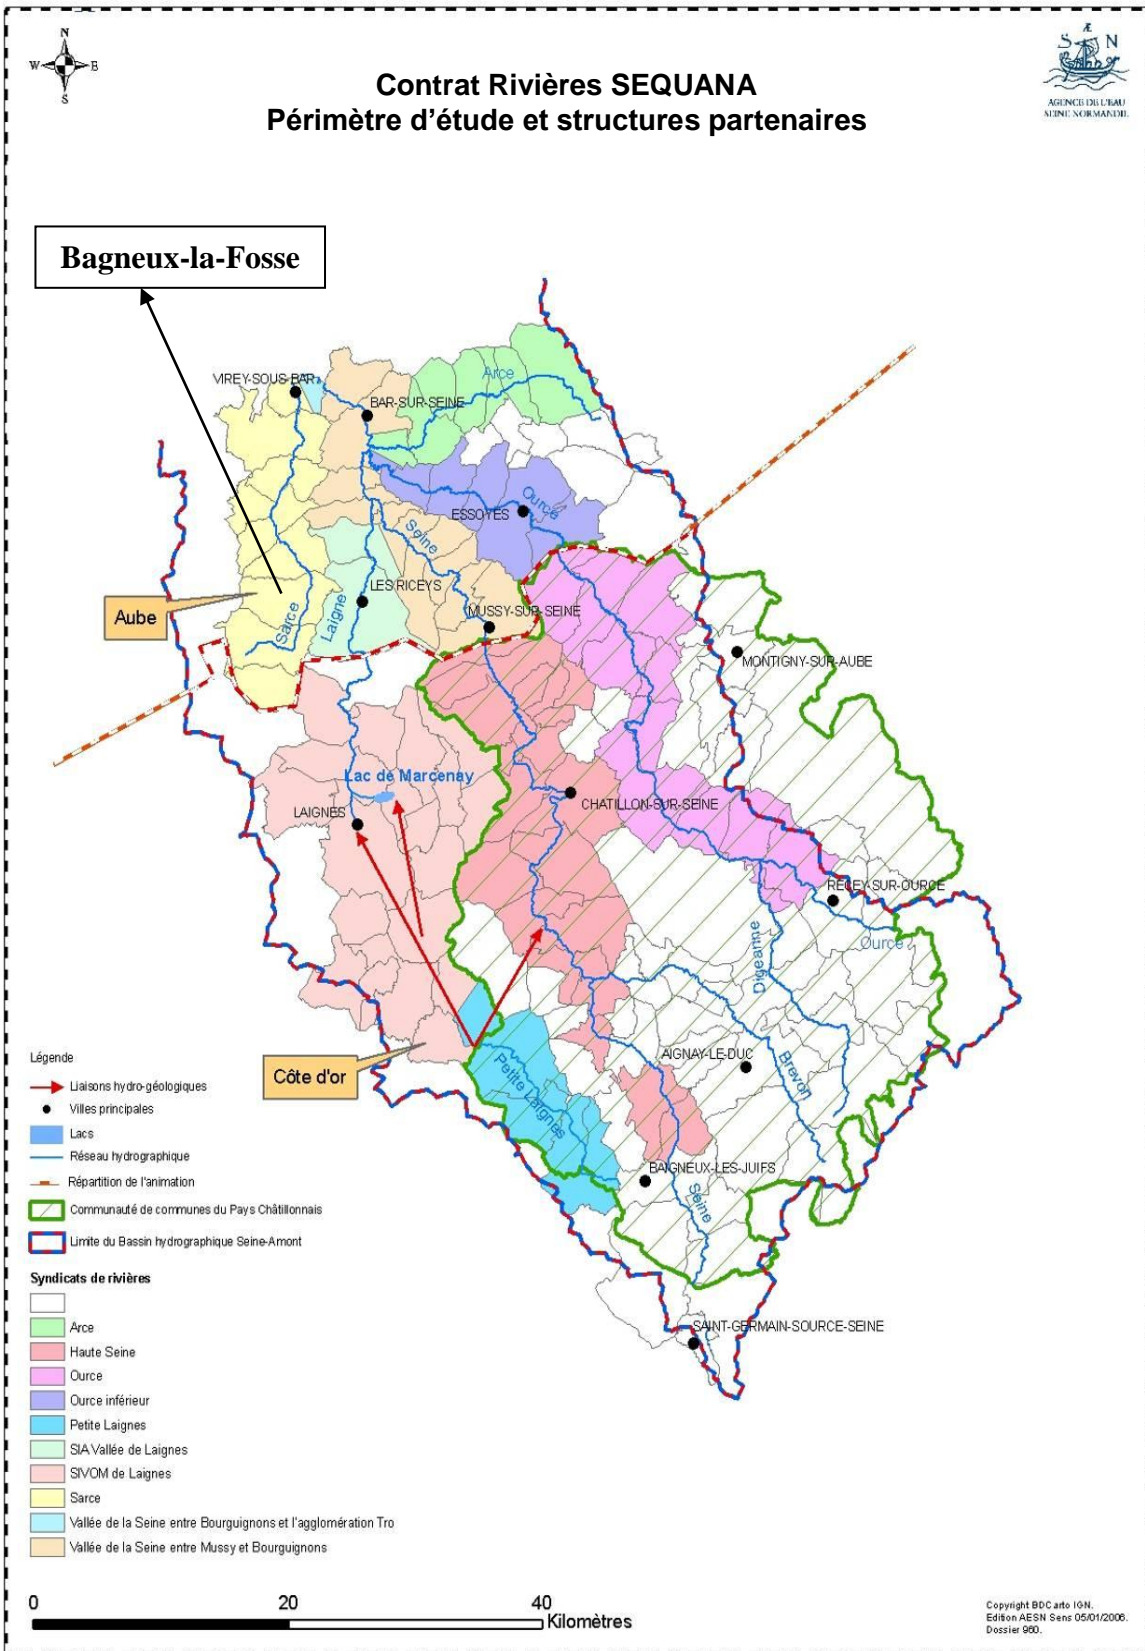 N
W E
S
Contrat Rivières SEQUANA
Périmètre d'étude et structures partenaires
Æ
S N
AGENCE DE L'EAU
SEINE NORMANDIE
Bagneux-la-Fosse
VIREY-SOUS-BAR
BAR-SUR-SEINE
Arce
ESSOYES
Ource
Seine
LES RICEYS
Laigne
Sarce
Aube
MUSSY-SUR-SEINE
MONTIGNY-SUR-AUBE
Lac de Marcenay
LAIGNES
CHATILLON-SUR-SEINE
RECEY-SUR-OURCE
Ource
Digeanne
AIGNAY-LE-DUC
Brevon
Côte d'or
Petite Laignes
BAIGNEUX-LES-JUIFS
Seine
SAINT-GERMAIN-SOURCE-SEINE
Légende
Liaisons hydro-géologiques
Villes principales
Lacs
Réseau hydrographique
Répartition de l'animation
Communauté de communes du Pays Châtillonnais
Limite du Bassin hydrographique Seine-Amont
Syndicats de rivières
Arce
Haute Seine
Ource
Ource inférieur
Petite Laignes
SIA Vallée de Laignes
SIVOM de Laignes
Sarce
Vallée de la Seine entre Bourguignons et l'agglomération Tro
Vallée de la Seine entre Mussy et Bourguignons
0 20 40
Kilomètres
Copyright BDCarto IGN.
Edition AESN Sens 05/01/2006.
Dossier 960.